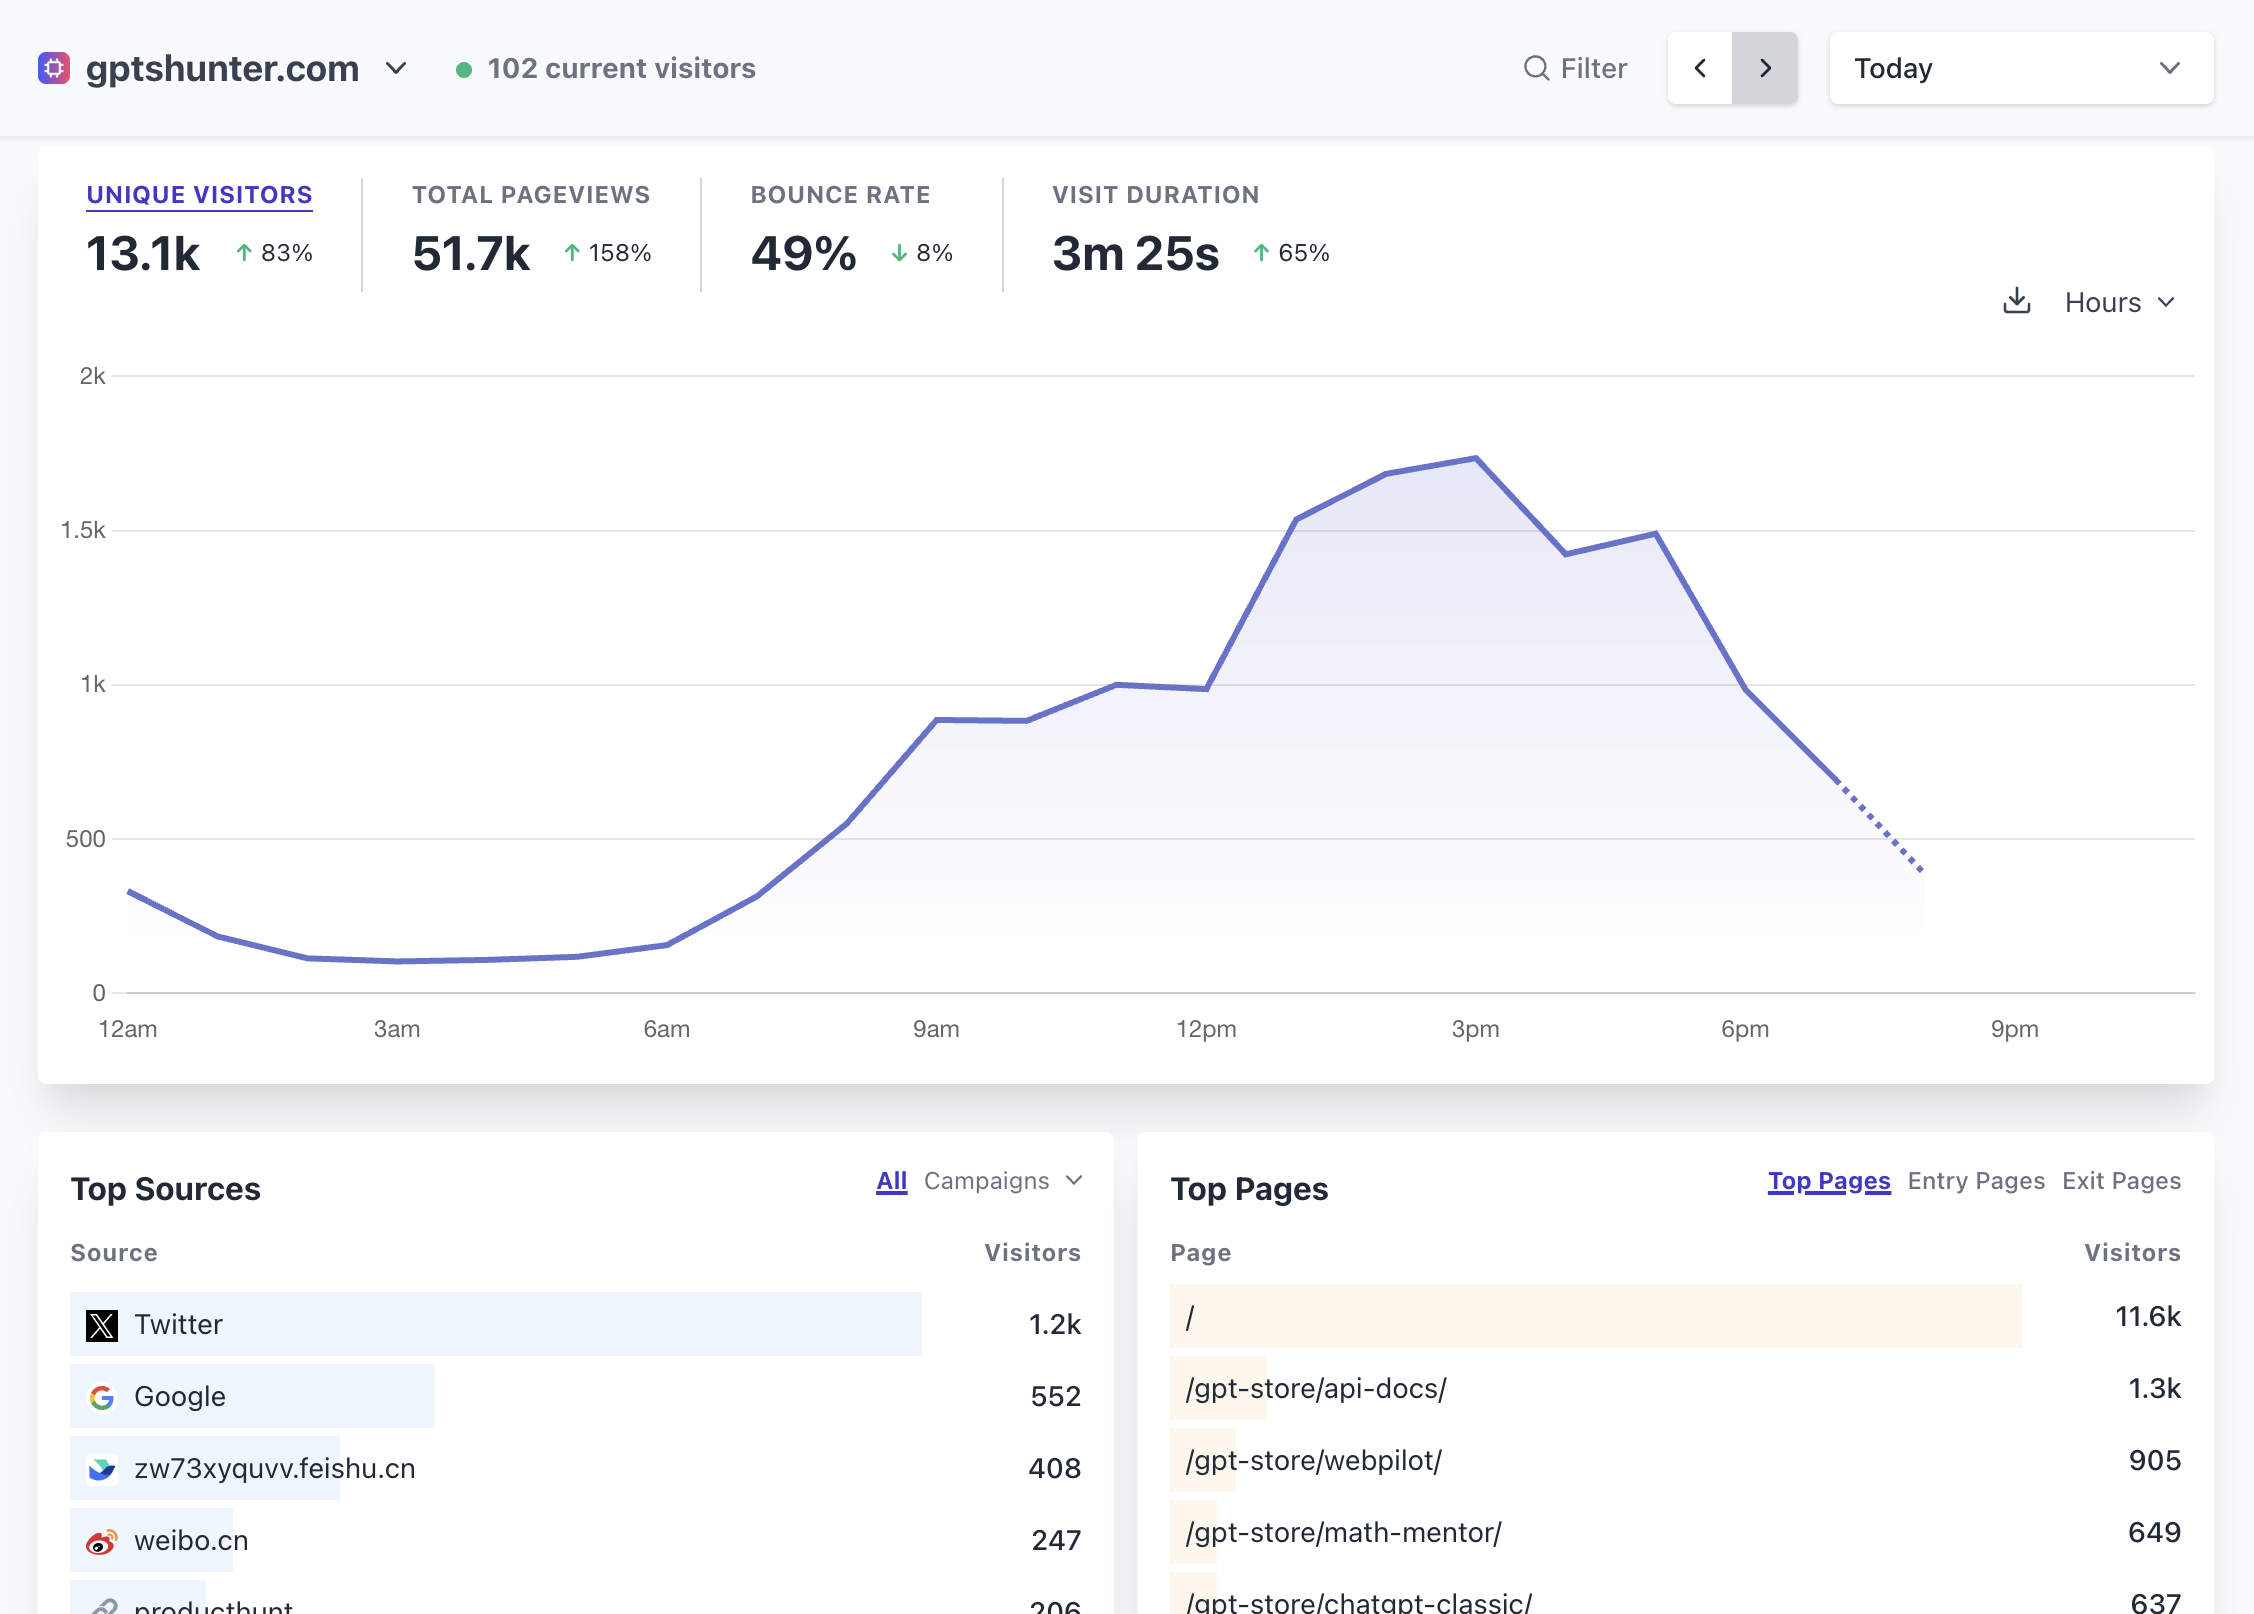 gptshunter.com
102 current visitors
Filter
Today
UNIQUE VISITORS
13.1k 83%
TOTAL PAGEVIEWS
51.7k 158%
BOUNCE RATE
49% 8%
VISIT DURATION
3m 25s 65%
Hours
2k
1.5k
1k
500
0
12am 3am 6am 9am 12pm 3pm 6pm 9pm
Top Sources
All Campaigns
Source Visitors
Twitter 1.2k
Google 552
zw73xyquvv.feishu.cn 408
weibo.cn 247
producthunt 206
Top Pages
Top Pages Entry Pages Exit Pages
Page Visitors
/ 11.6k
/gpt-store/api-docs/ 1.3k
/gpt-store/webpilot/ 905
/gpt-store/math-mentor/ 649
/gpt-store/chatgpt-classic/ 637